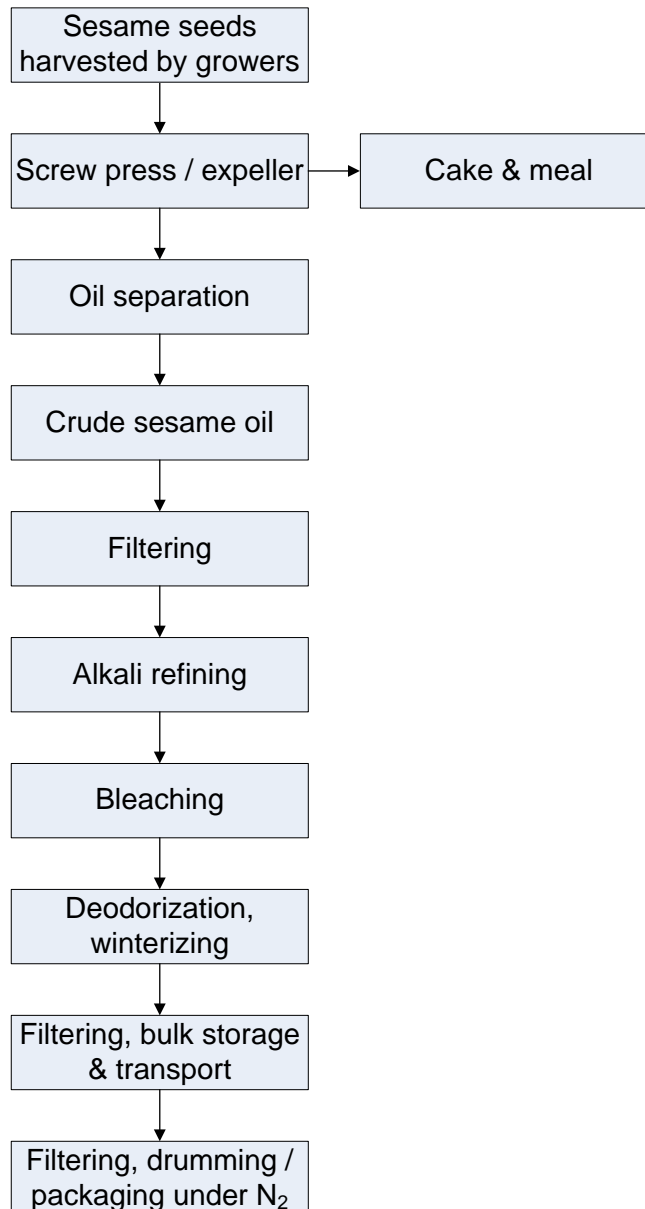 Sesame seeds
harvested by growers
Screw press / expeller
Cake & meal
Oil separation
Crude sesame oil
Filtering
Alkali refining
Bleaching
Deodorization,
winterizing
Filtering, bulk storage
& transport
Filtering, drumming /
packaging under N₂